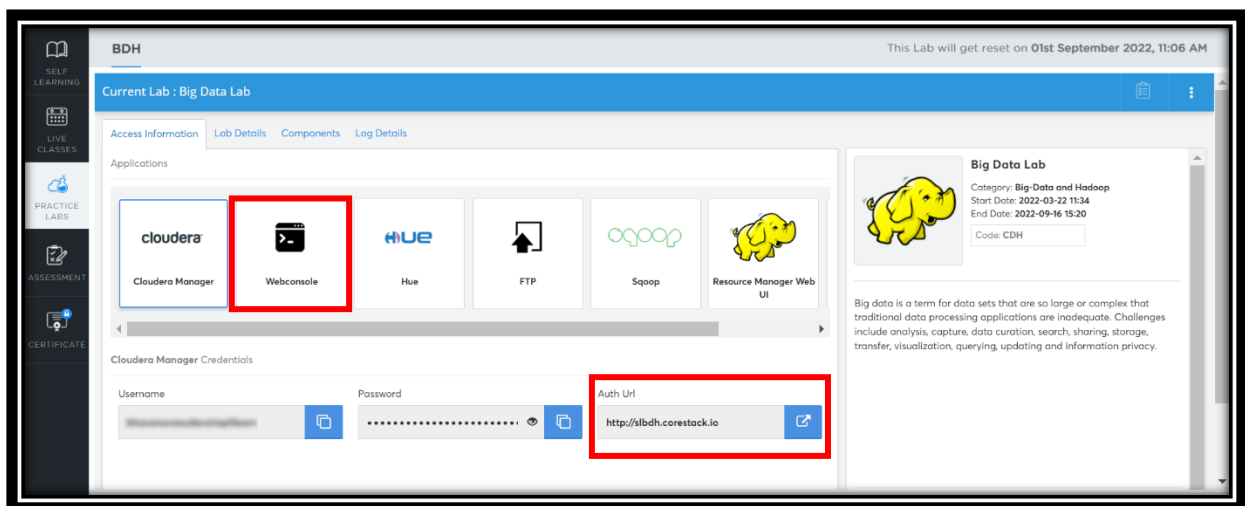 SELF
LEARNING
LIVE
CLASSES
PRACTICE
LABS
ASSESSMENT
CERTIFICATE
BDH
This Lab will get reset on 01st September 2022, 11:06 AM
Current Lab : Big Data Lab
Access Information Lab Details Components Log Details
Applications
cloudera
Cloudera Manager
Webconsole
HUE
Hue
FTP
sqoop
Sqoop
Resource Manager Web
UI
Cloudera Manager Credentials
Username
Password
Auth Url
http://slbdh.corestack.io
Big Data Lab
Category: Big-Data and Hadoop
Start Date: 2022-03-22 11:34
End Date: 2022-09-16 15:20
Code: CDH
Big data is a term for data sets that are so large or complex that
traditional data processing applications are inadequate. Challenges
include analysis, capture, data curation, search, sharing, storage,
transfer, visualization, querying, updating and information privacy.